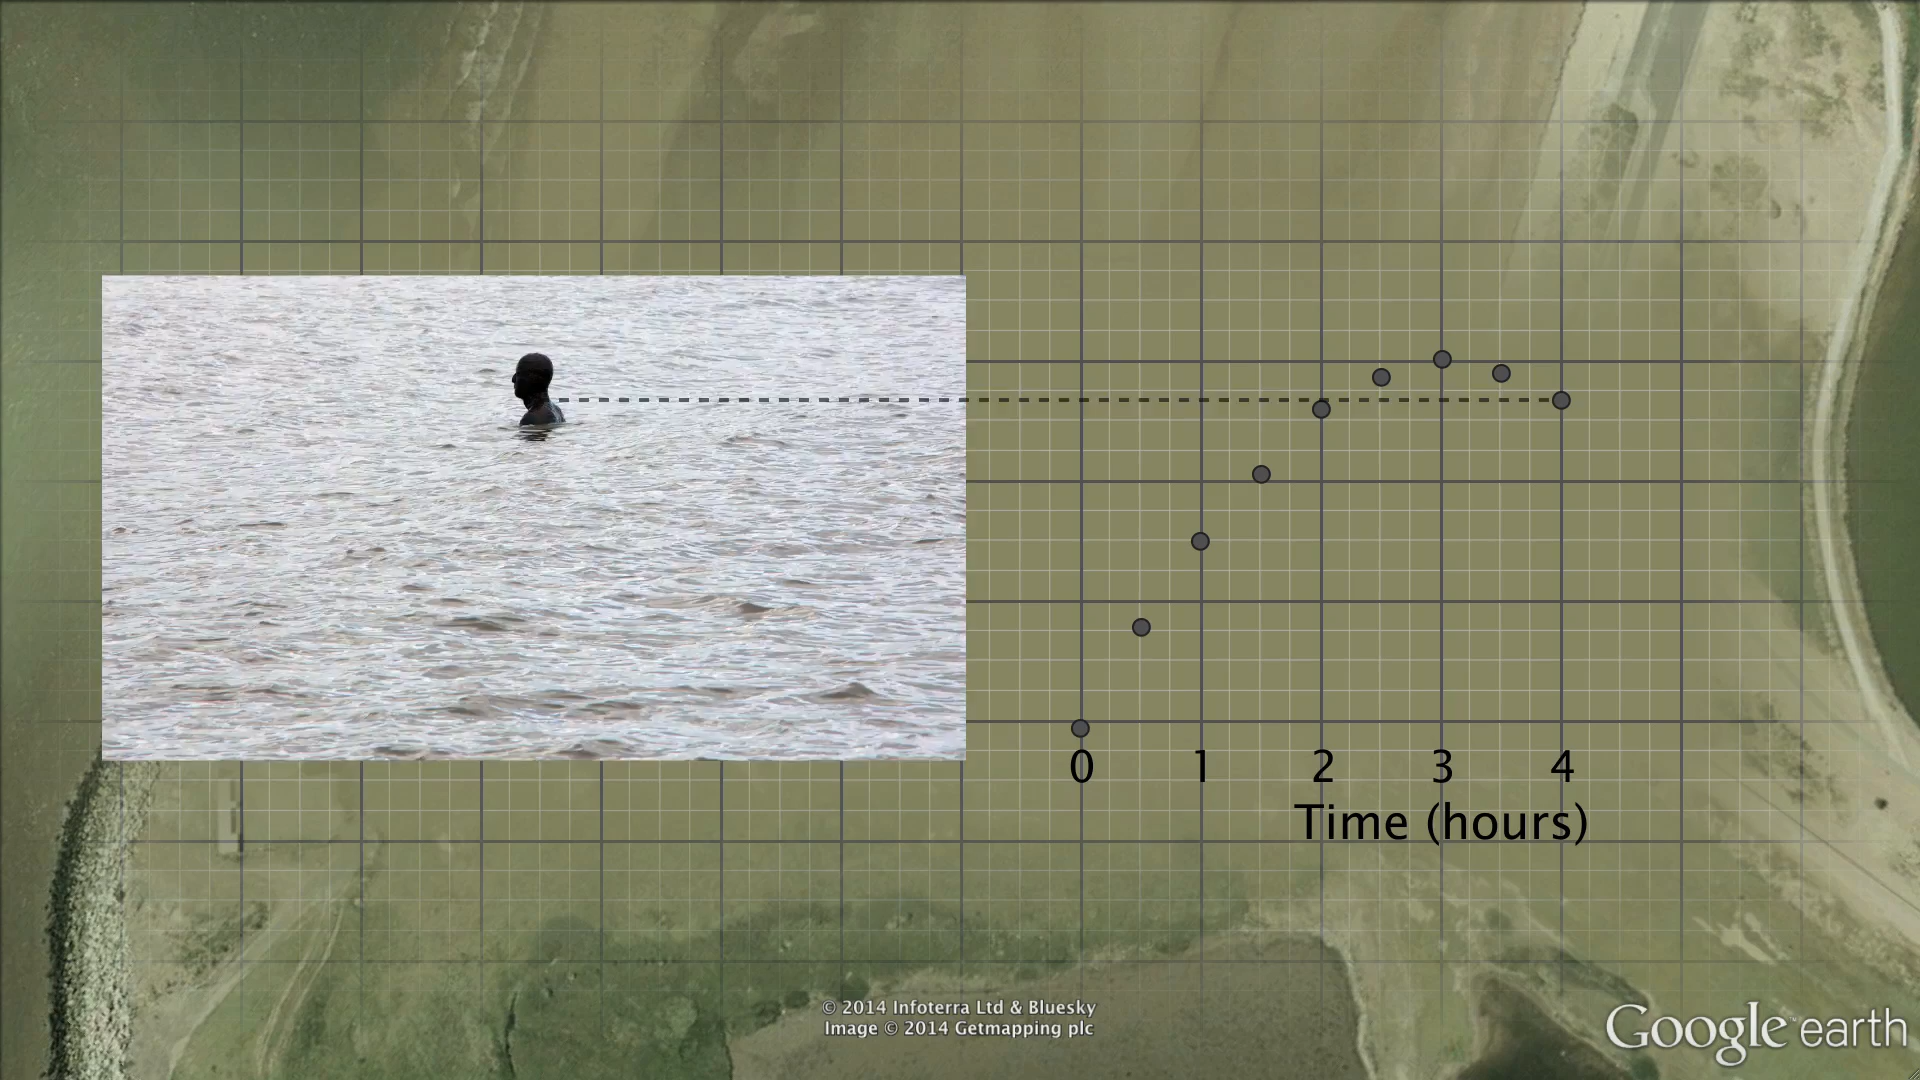 0 1 2 3 4
Time (hours)
© 2014 Infoterra Ltd & Bluesky
Image © 2014 Getmapping plc
Google earth